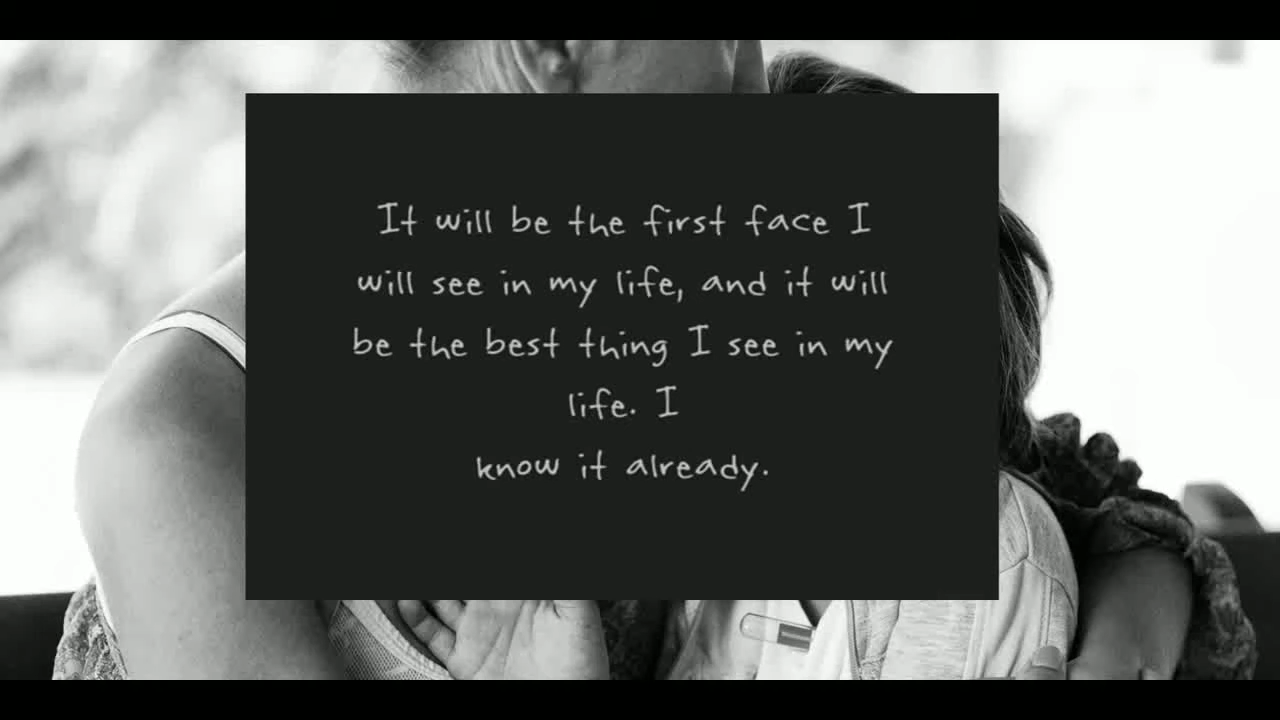 It will be the first face I
will see in my life, and it will
be the best thing I see in my
life. I
know it already.